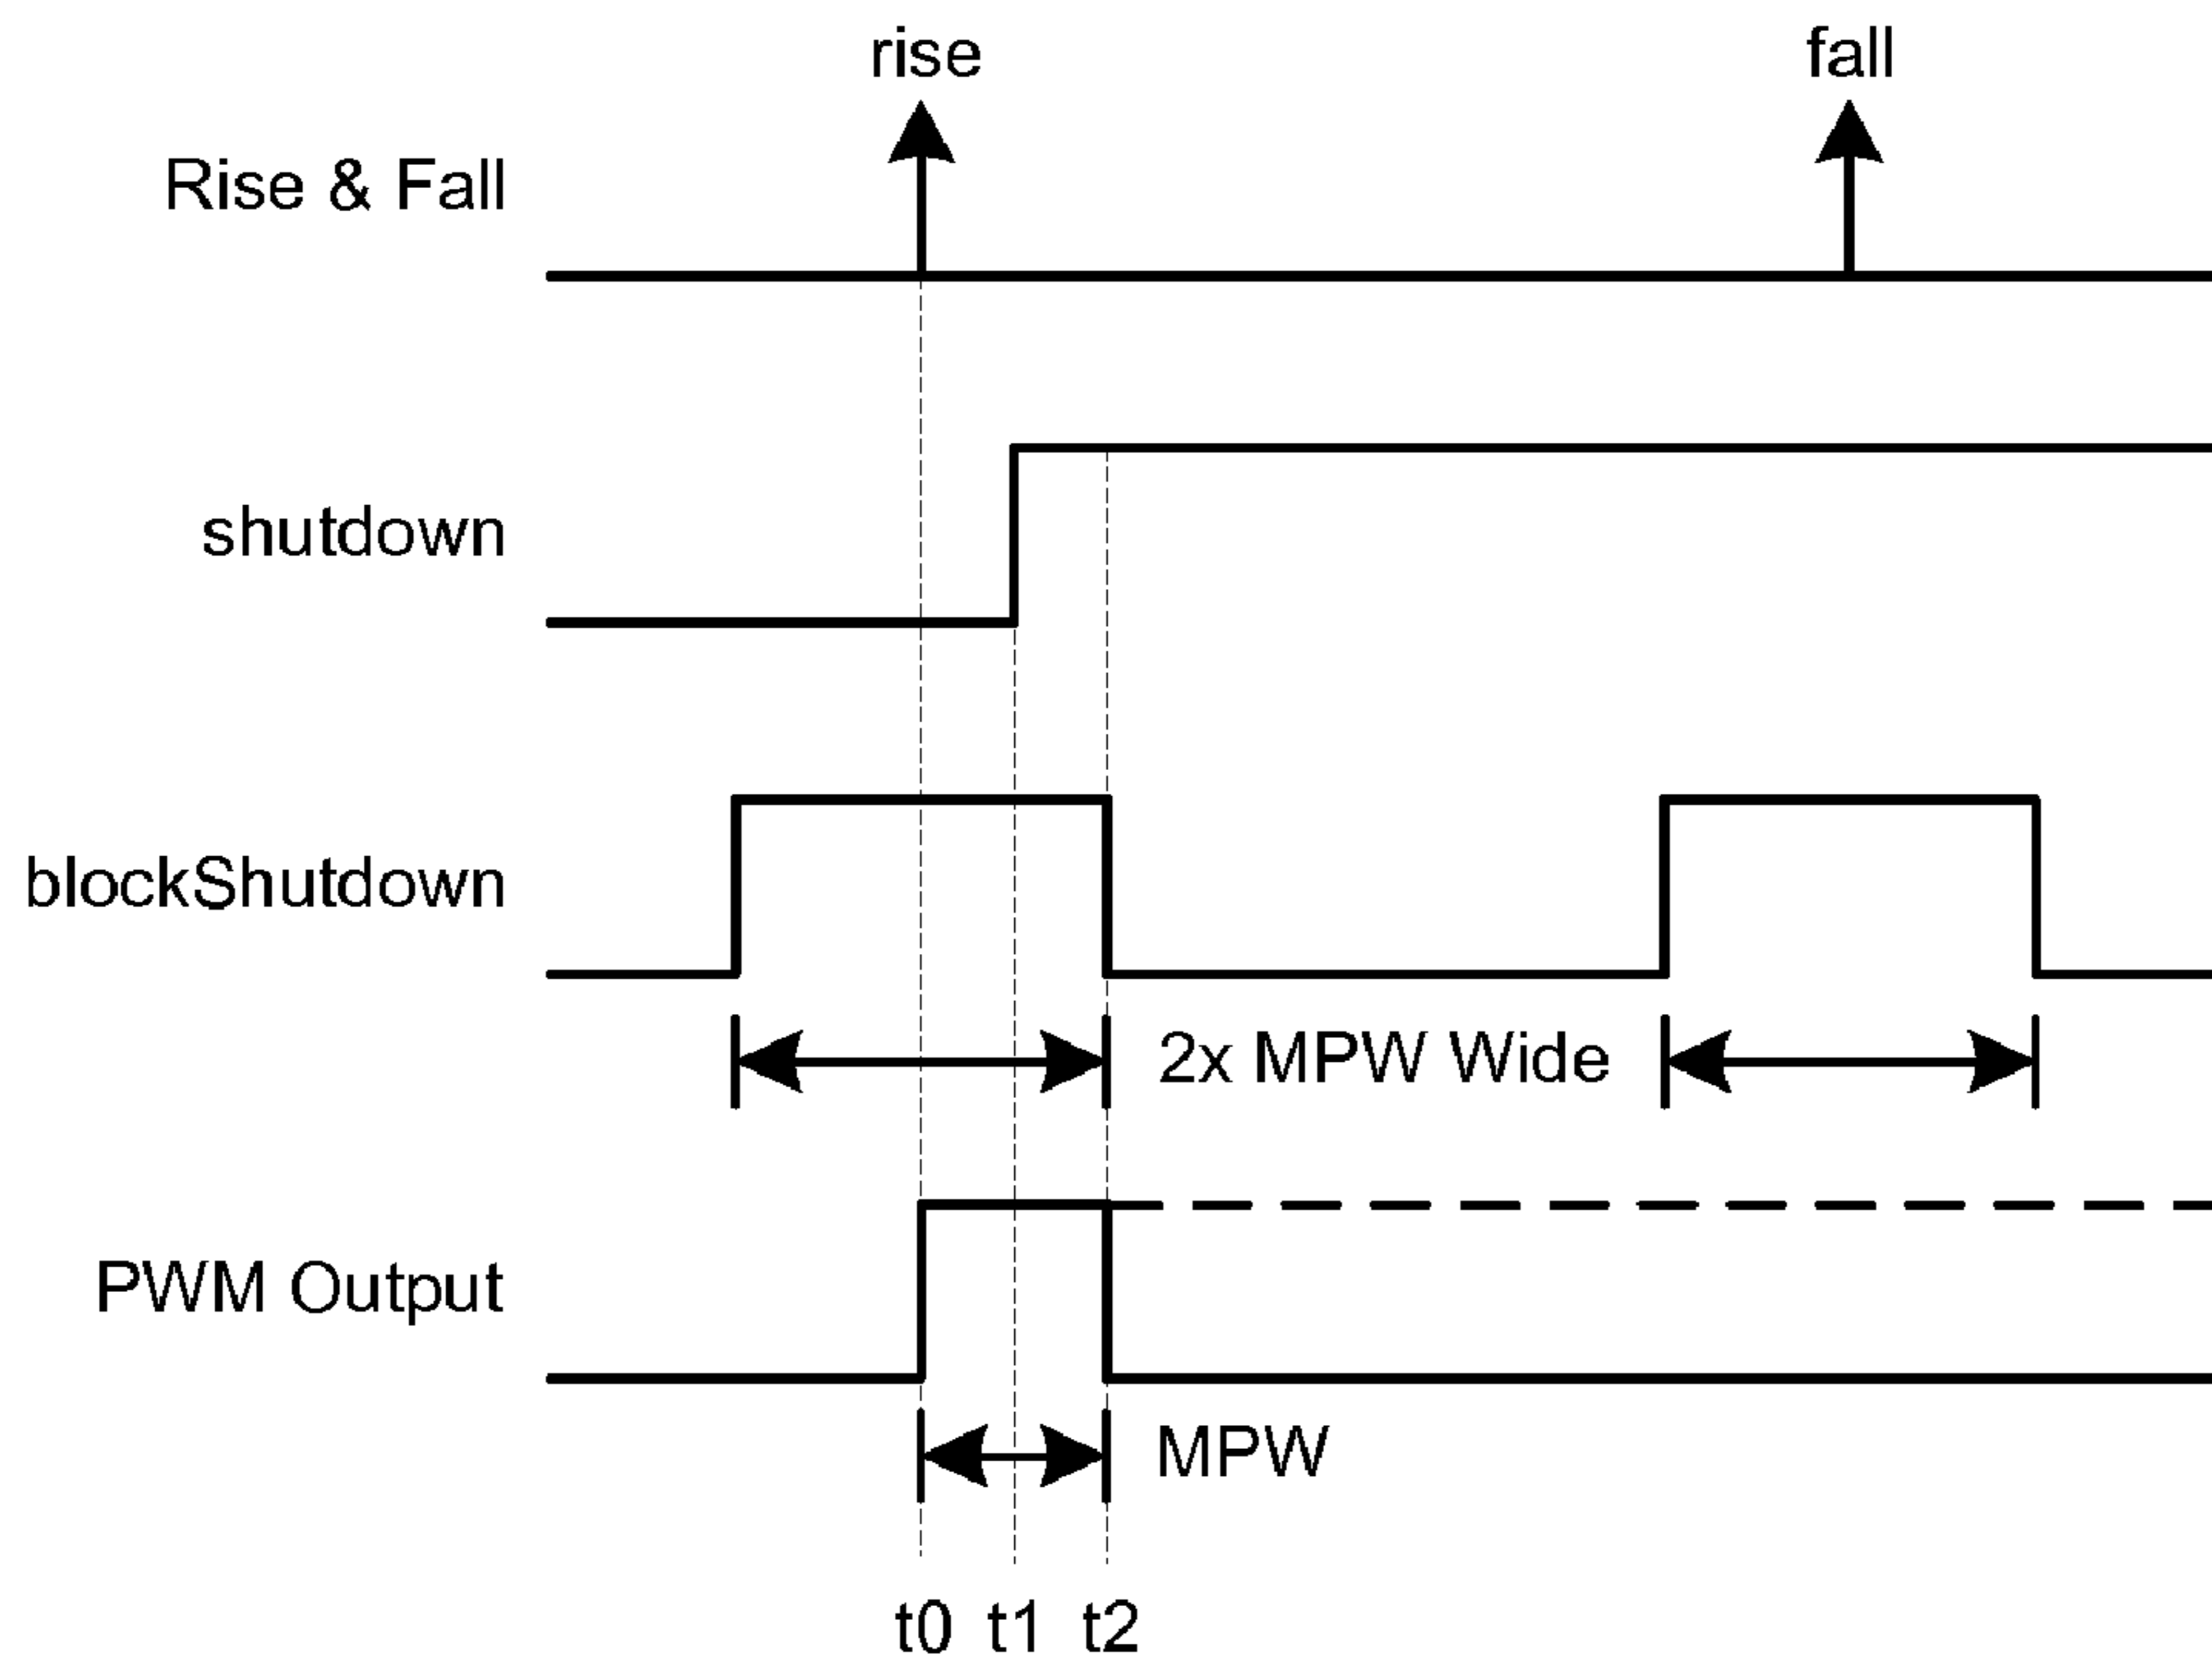 rise
fall
Rise & Fall
shutdown
blockShutdown
2x MPW Wide
PWM Output
MPW
t0 t1 t2